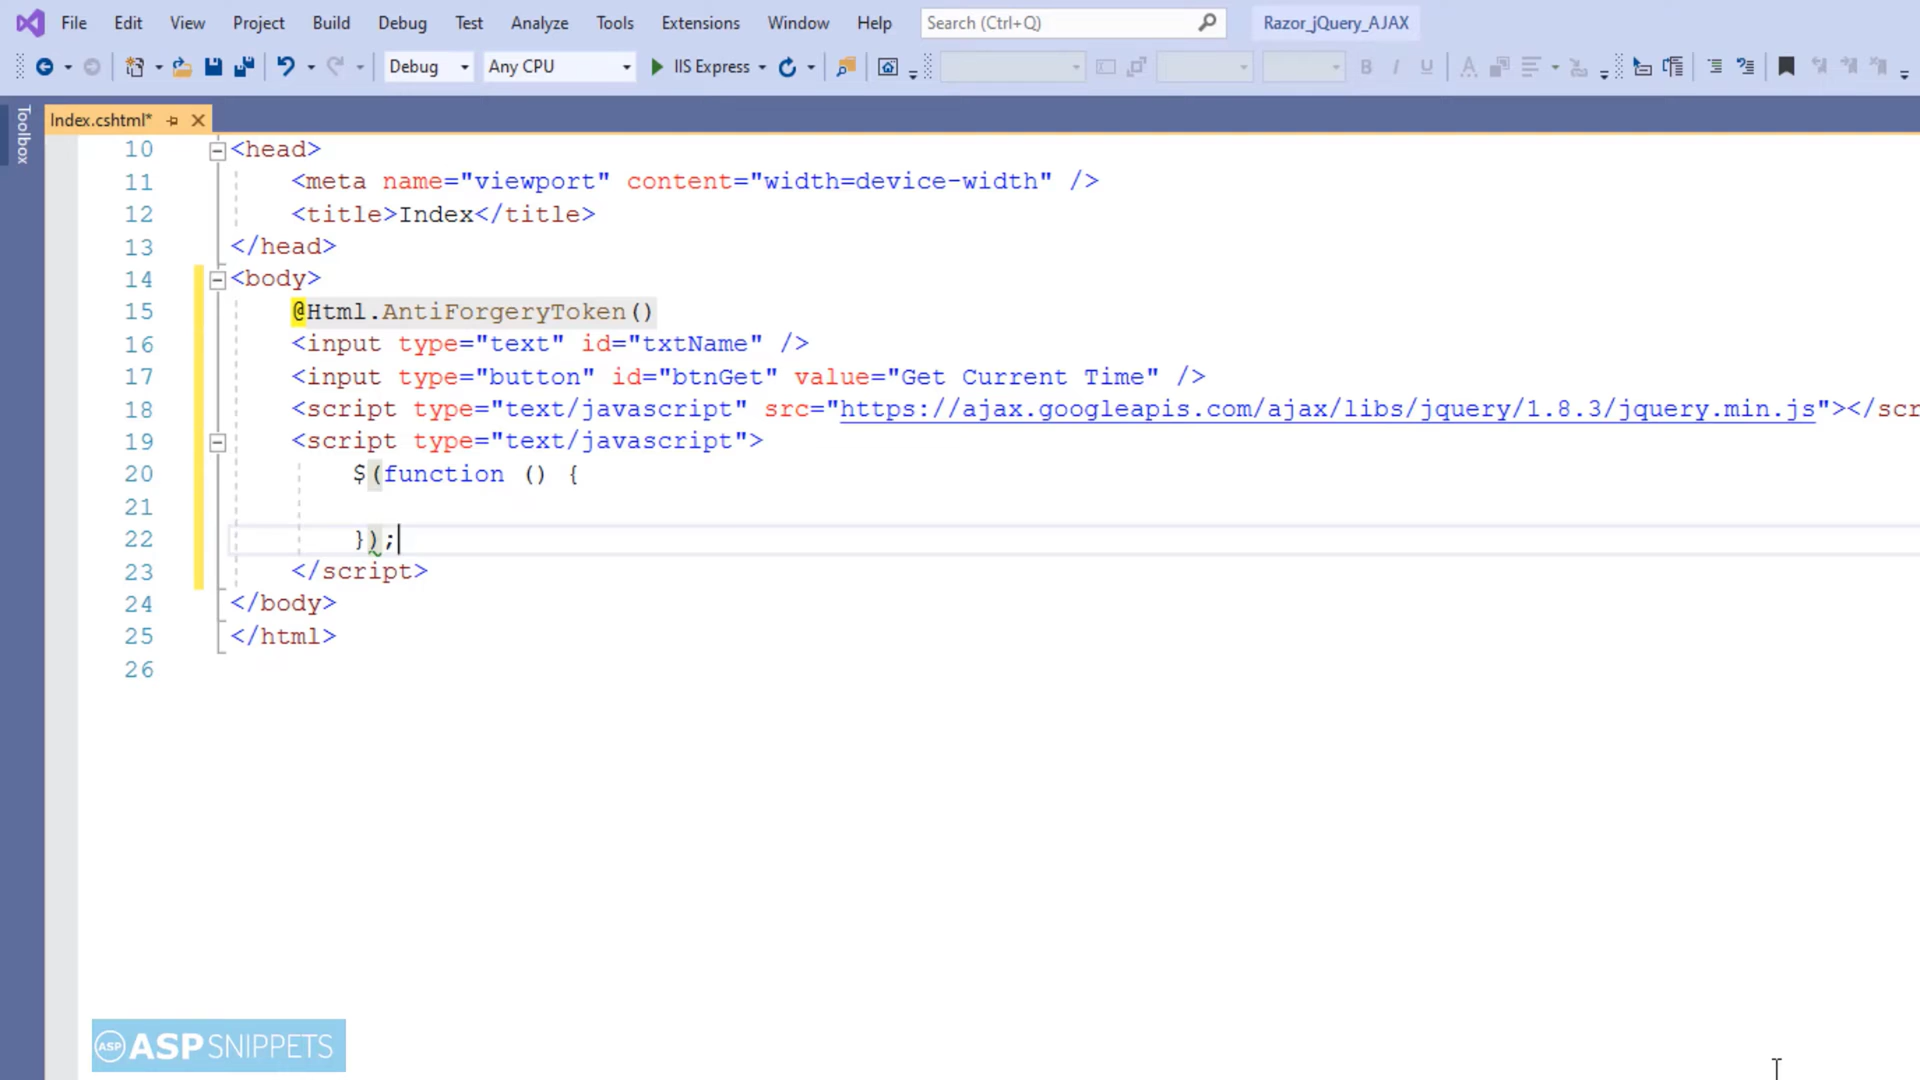 File Edit View Project Build Debug Test Analyze Tools Extensions Window Help Search (Ctrl+Q) Razor_jQuery_AJAX
Debug Any CPU IIS Express B I U A
Toolbox
Index.cshtml*
10 <head>
11 <meta name="viewport" content="width=device-width" />
12 <title>Index</title>
13 </head>
14 <body>
15 @Html.AntiForgeryToken()
16 <input type="text" id="txtName" />
17 <input type="button" id="btnGet" value="Get Current Time" />
18 <script type="text/javascript" src="https://ajax.googleapis.com/ajax/libs/jquery/1.8.3/jquery.min.js"></scr
19 <script type="text/javascript">
20 $(function () {
21
22 });
23 </script>
24 </body>
25 </html>
26
ASP ASPSNIPPETS